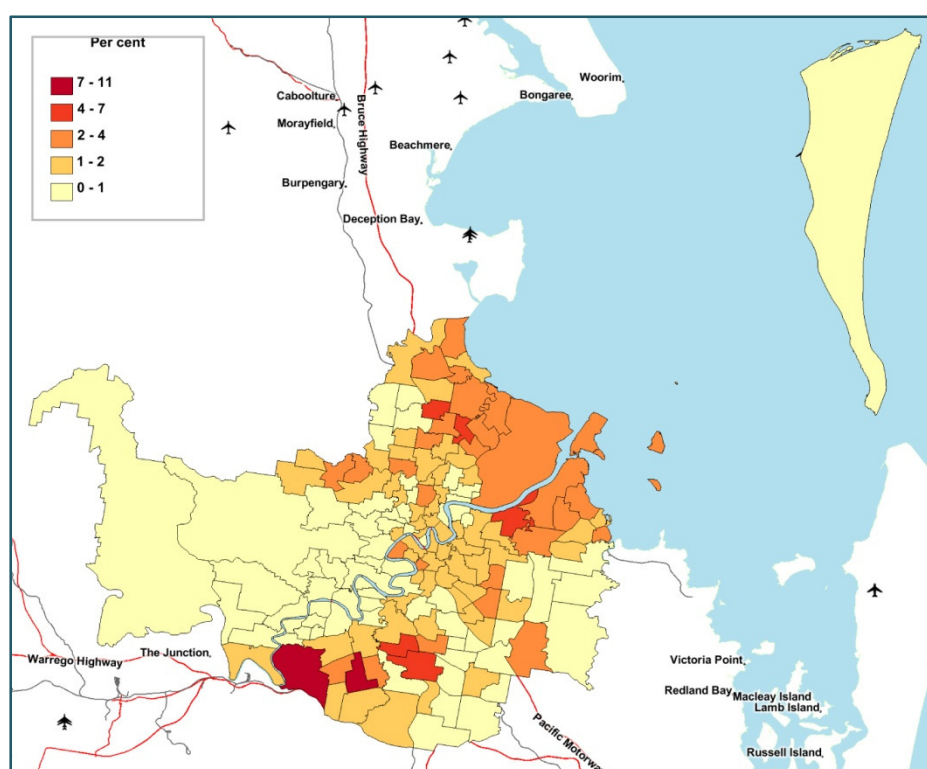 Per cent
7 - 11
4 - 7
2 - 4
1 - 2
0 - 1
Woorim
Bongaree
Caboolture
Morayfield
Bruce Highway
Beachmere
Burpengary
Deception Bay
Warrego Highway
The Junction
Victoria Point
Redland Bay
Macleay Island
Lamb Island
Pacific Motorway
Russell Island